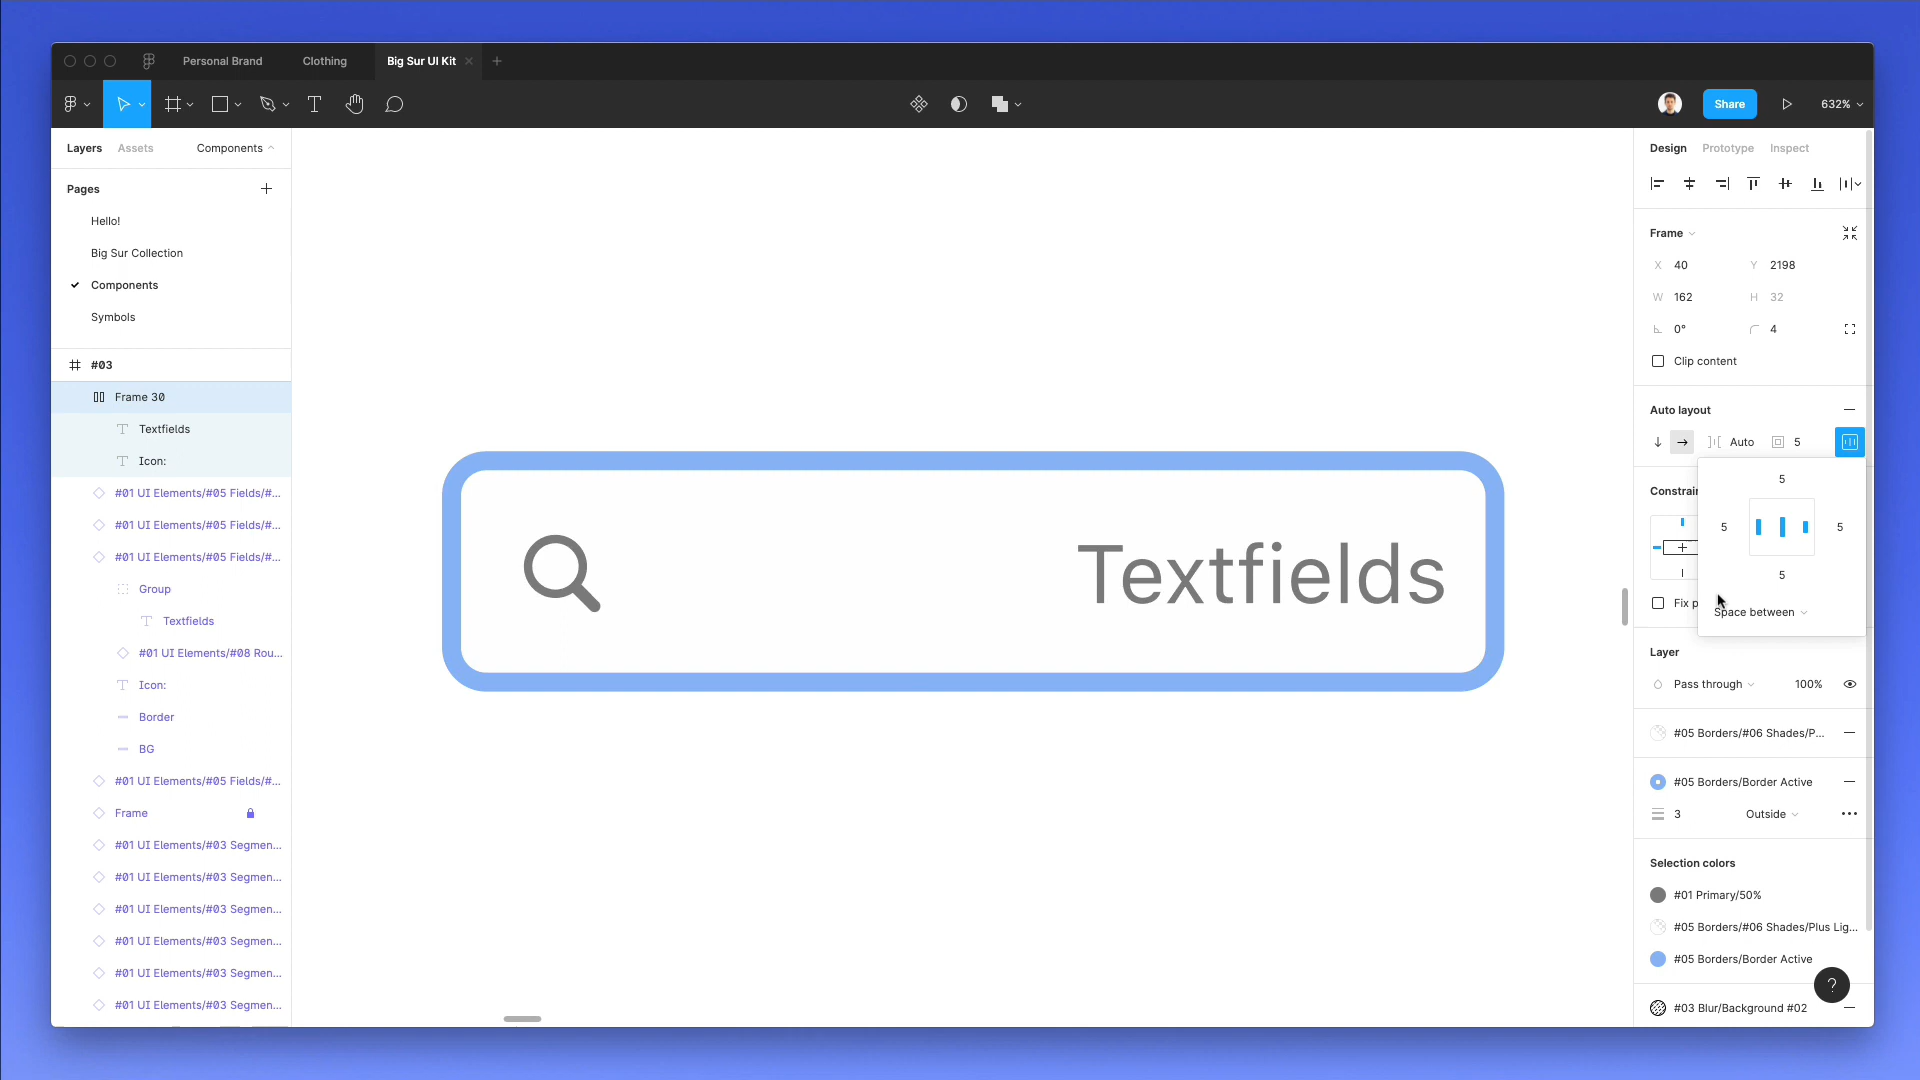 Personal Brand
Clothing
Big Sur UI Kit
Share
632%
Layers
Assets
Components
Pages
Hello!
Big Sur Collection
Components
Symbols
#03
Frame 30
Textfields
Icon:
#01 UI Elements/#05 Fields/#...
#01 UI Elements/#05 Fields/#...
#01 UI Elements/#05 Fields/#...
Group
Textfields
#01 UI Elements/#08 Rou...
Icon:
Border
BG
#01 UI Elements/#05 Fields/#...
Frame
#01 UI Elements/#03 Segmen...
#01 UI Elements/#03 Segmen...
#01 UI Elements/#03 Segmen...
#01 UI Elements/#03 Segmen...
#01 UI Elements/#03 Segmen...
#01 UI Elements/#03 Segmen...
Textfields
Design
Prototype
Inspect
Frame
X 40 Y 2198
W 162 H 32
0° 4
Clip content
Auto layout
Auto 5
5
Constrain
5 5
5
Fix p
Space between
Layer
Pass through 100%
#05 Borders/#06 Shades/P...
#05 Borders/Border Active
3 Outside
Selection colors
#01 Primary/50%
#05 Borders/#06 Shades/Plus Lig...
#05 Borders/Border Active
?
#03 Blur/Background #02